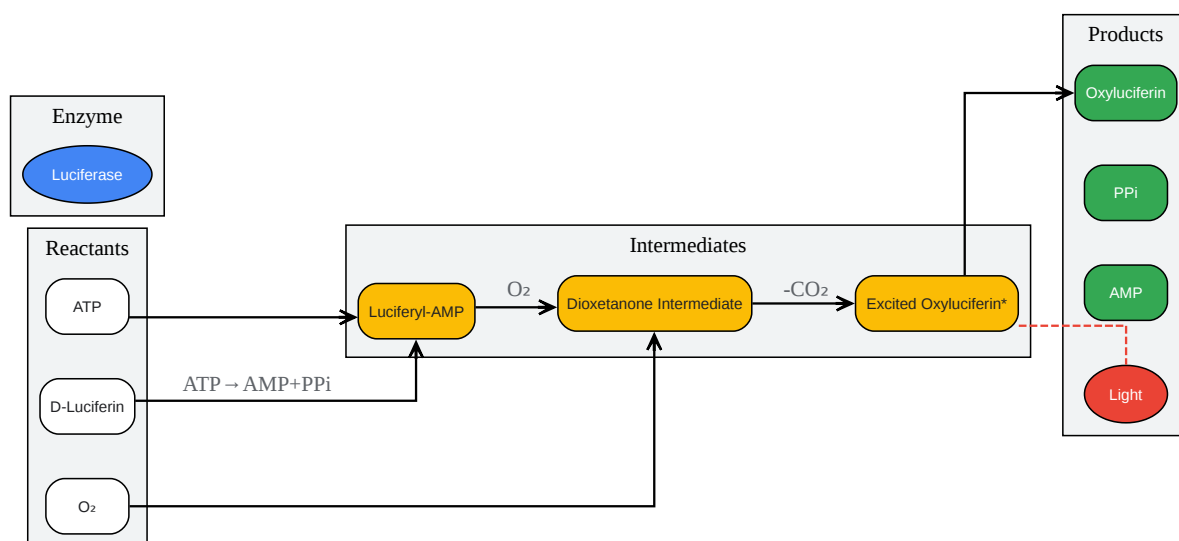 Products
Oxyluciferin
Enzyme
Luciferase
PPi
Reactants
Intermediates
ATP
Luciferyl-AMP
O₂
Dioxetanone Intermediate
-CO₂
Excited Oxyluciferin*
AMP
ATP→AMP+PPi
D-Luciferin
Light
O₂